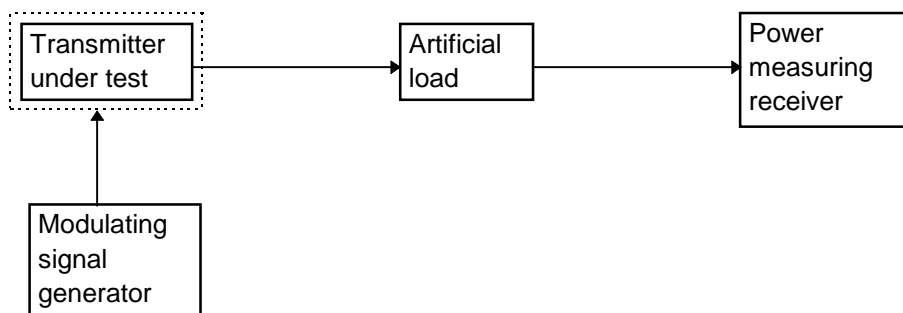 Transmitter
under test
Artificial
load
Power
measuring
receiver
Modulating
signal
generator